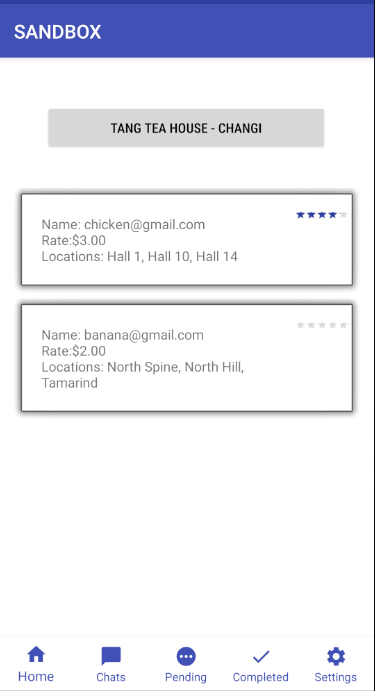 SANDBOX
TANG TEA HOUSE - CHANGI
Name: chicken@gmail.com
Rate:$3.00
Locations: Hall 1, Hall 10, Hall 14
Name: banana@gmail.com
Rate:$2.00
Locations: North Spine, North Hill,
Tamarind
Home Chats Pending Completed Settings